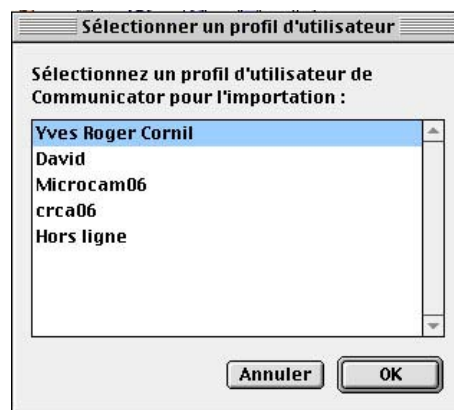 Sélectionner un profil d'utilisateur
Sélectionnez un profil d'utilisateur de
Communicator pour l'importation :
Yves Roger Cornil
David
Microcam06
crca06
Hors ligne
Annuler
OK